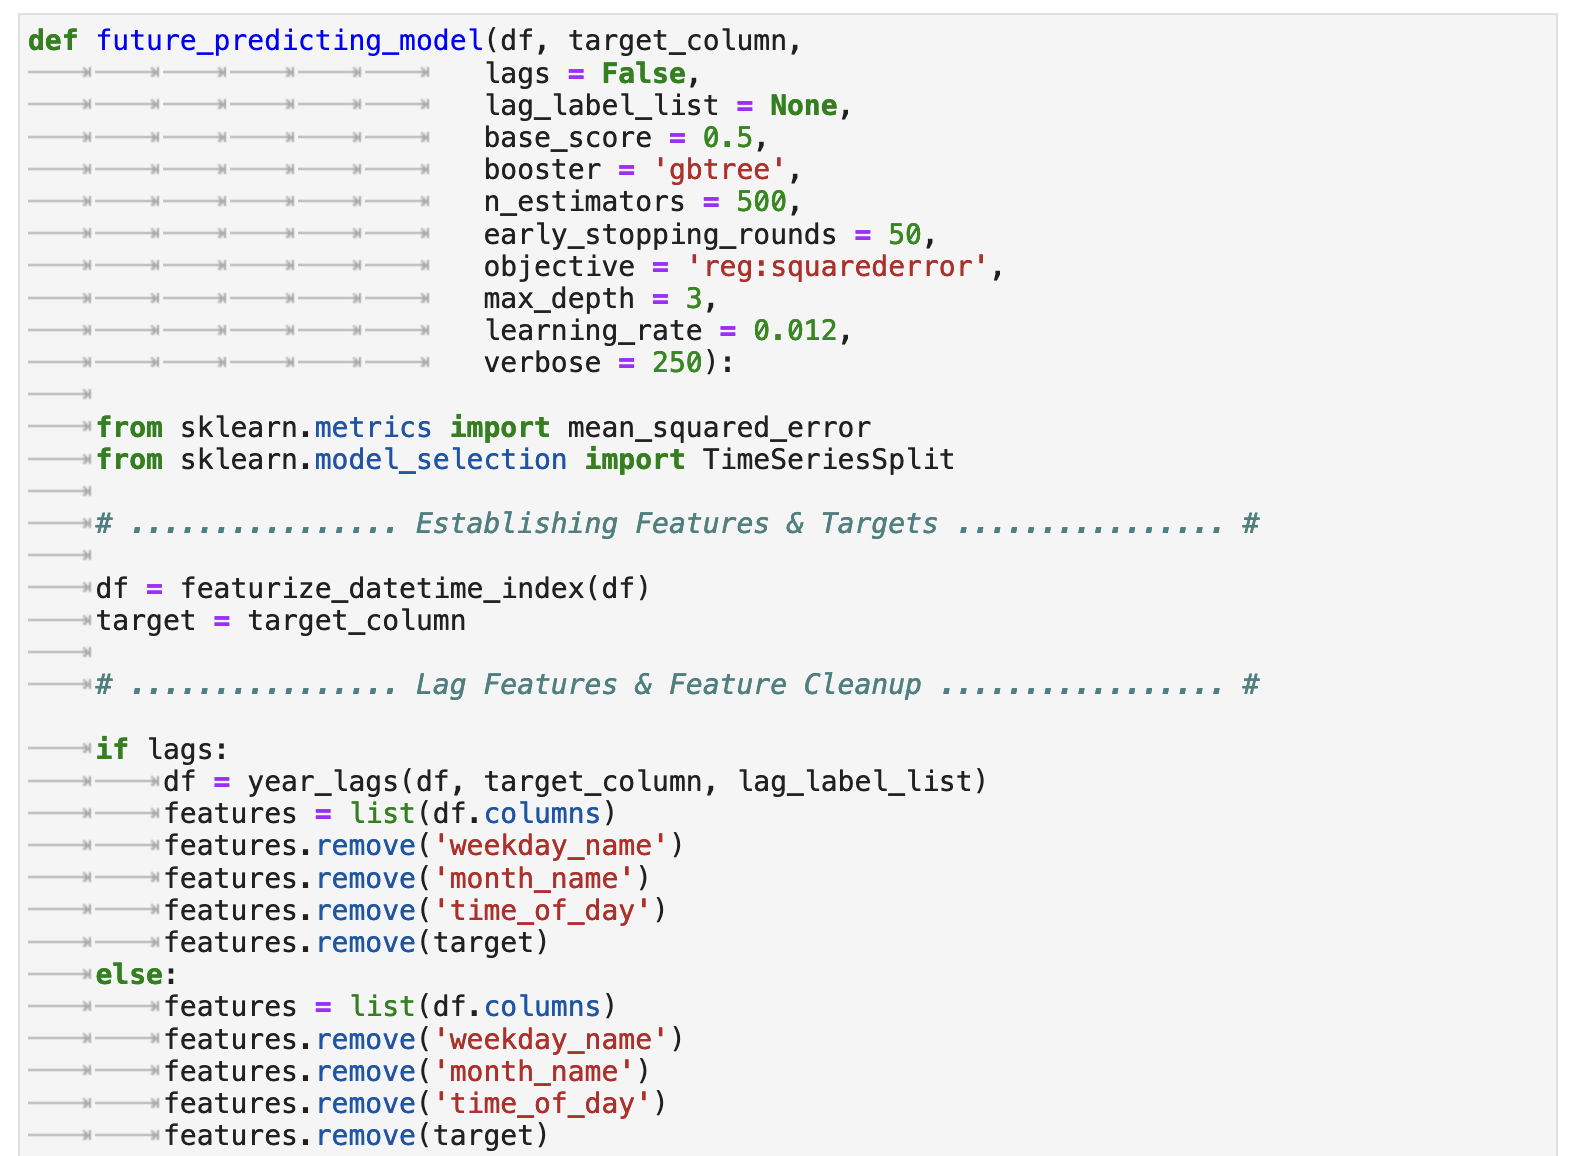 def future_predicting_model(df, target_column,
lags = False,
lag_label_list = None,
base_score = 0.5,
booster = 'gbtree',
n_estimators = 500,
early_stopping_rounds = 50,
objective = 'reg:squarederror',
max_depth = 3,
learning_rate = 0.012,
verbose = 250):
from sklearn.metrics import mean_squared_error
from sklearn.model_selection import TimeSeriesSplit
# ................ Establishing Features & Targets ................ #
df = featurize_datetime_index(df)
target = target_column
# ................ Lag Features & Feature Cleanup ................. #
if lags:
df = year_lags(df, target_column, lag_label_list)
features = list(df.columns)
features.remove('weekday_name')
features.remove('month_name')
features.remove('time_of_day')
features.remove(target)
else:
features = list(df.columns)
features.remove('weekday_name')
features.remove('month_name')
features.remove('time_of_day')
features.remove(target)